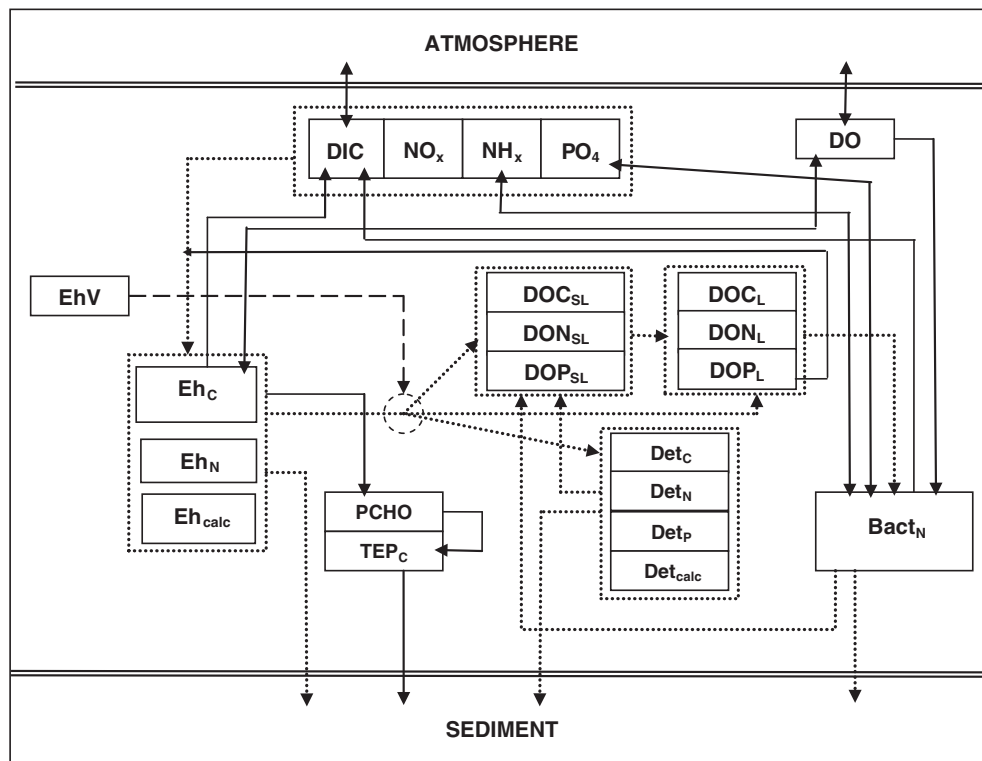 ATMOSPHERE
DIC NOx NHx PO4
DO
EhV
DOCSL
DONSL
DOPSL
DOCL
DONL
DOPL
EhC
EhN
Ehcalc
PCHO
TEPC
DetC
DetN
DetP
Detcalc
BactN
SEDIMENT